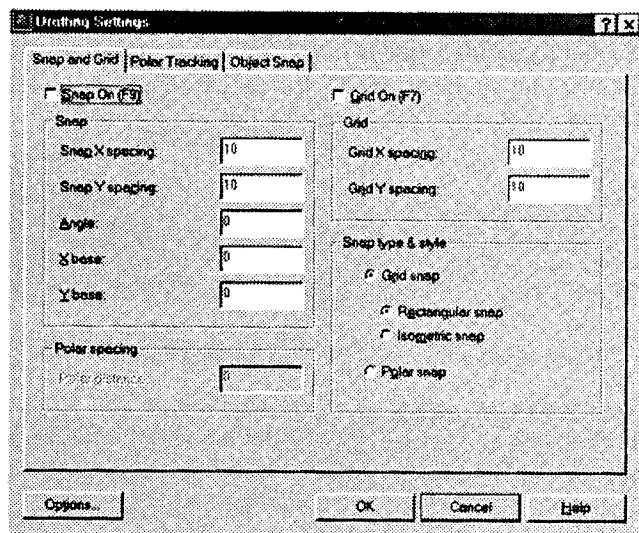 Drafting Settings
? X
Snap and Grid Polar Tracking Object Snap
Snap On (F9)
Snap
Snap X spacing: 10
Snap Y spacing: 10
Angle: 0
X base: 0
Y base: 0
Polar spacing
Polar distance: 0
Grid On (F7)
Grid
Grid X spacing: 10
Grid Y spacing: 10
Snap type & style
Grid snap
Rectangular snap
Isometric snap
Polar snap
Options... OK Cancel Help